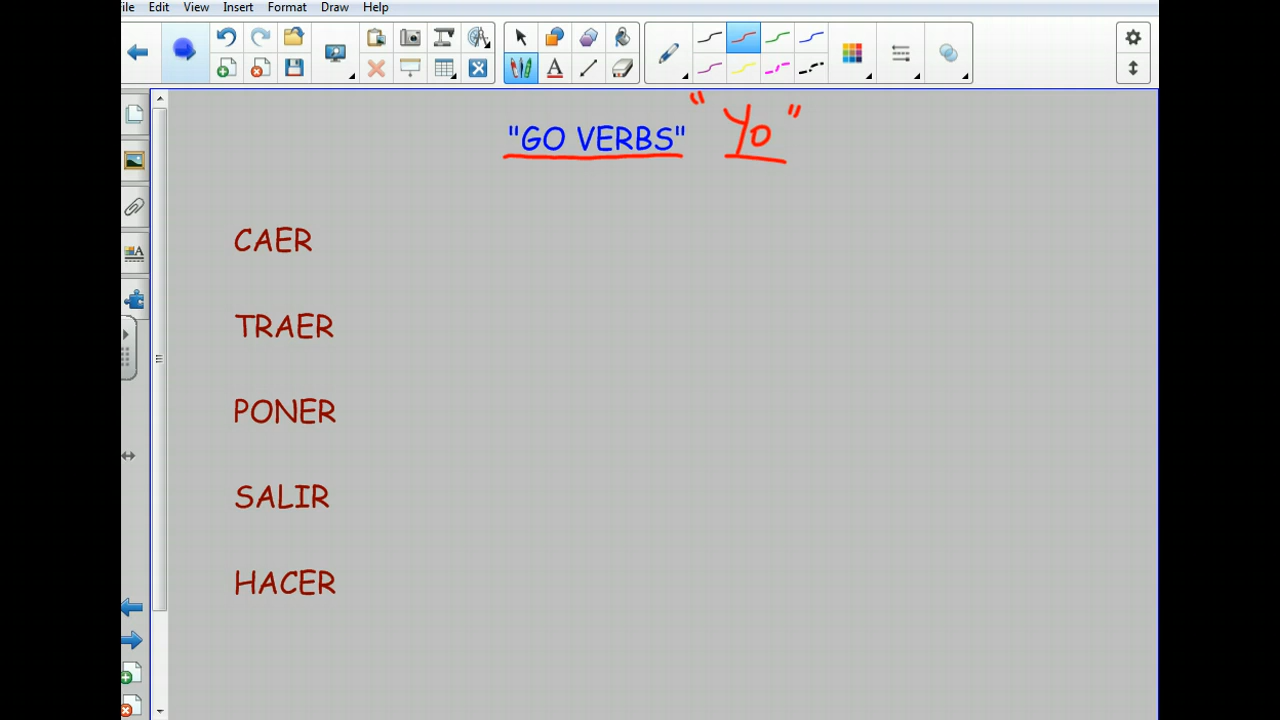 ile Edit View Insert Format Draw Help
"GO VERBS" "Yo"
CAER
TRAER
PONER
SALIR
HACER